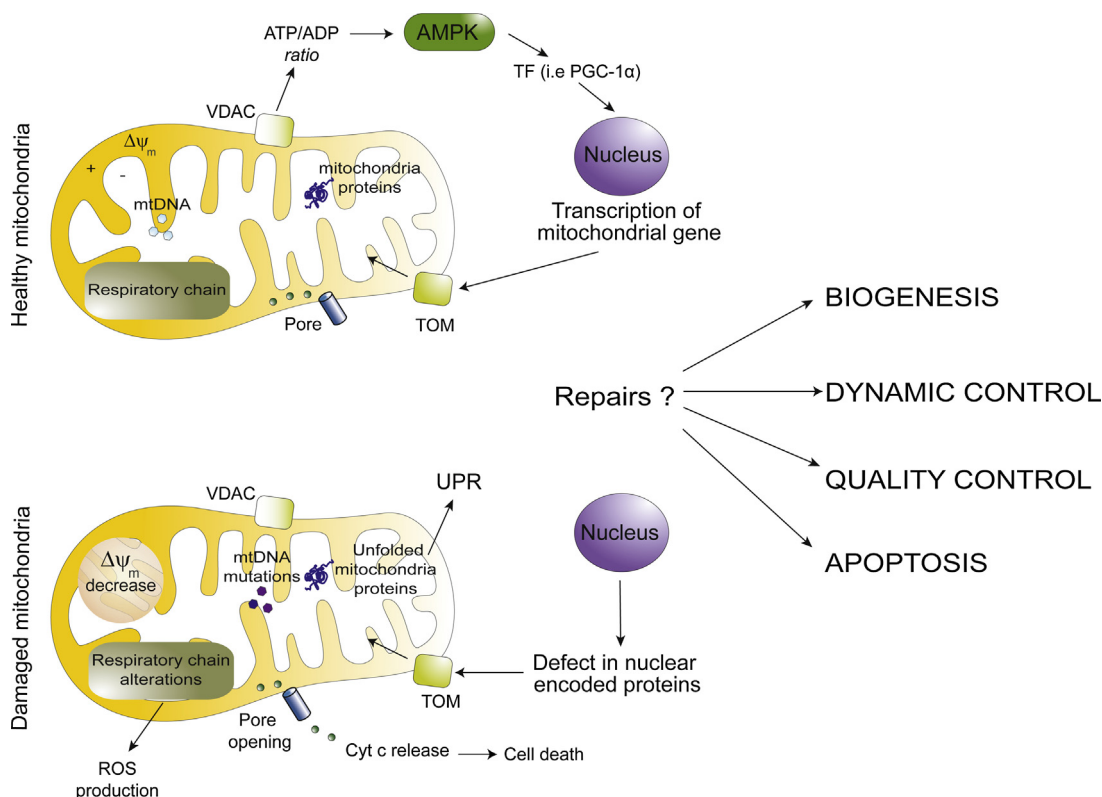 Healthy mitochondria
ATP/ADP
ratio
AMPK
TF (i.e PGC-1α)
VDAC
Δψm
+
-
mtDNA
mitochondria
proteins
Nucleus
Transcription of
mitochondrial gene
Respiratory chain
Pore
TOM
Repairs ?
BIOGENESIS
DYNAMIC CONTROL
QUALITY CONTROL
APOPTOSIS
Damaged mitochondria
VDAC
UPR
Δψm
decrease
mtDNA
mutations
Unfolded
mitochondria
proteins
Nucleus
Respiratory chain
alterations
Defect in nuclear
encoded proteins
TOM
Pore
opening
Cyt c release
Cell death
ROS
production